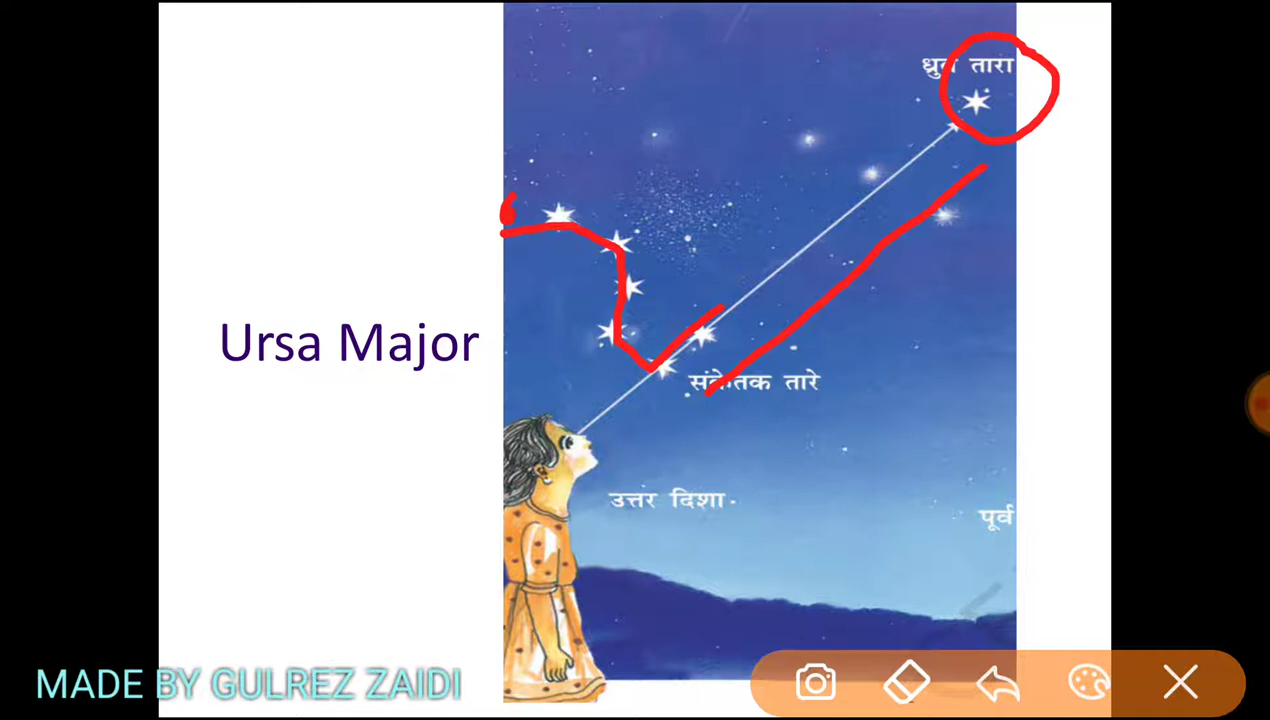 ध्रुव तारा
Ursa Major
संकेतक तारे
उत्तर दिशा
पूर्व
MADE BY GULREZ ZAIDI